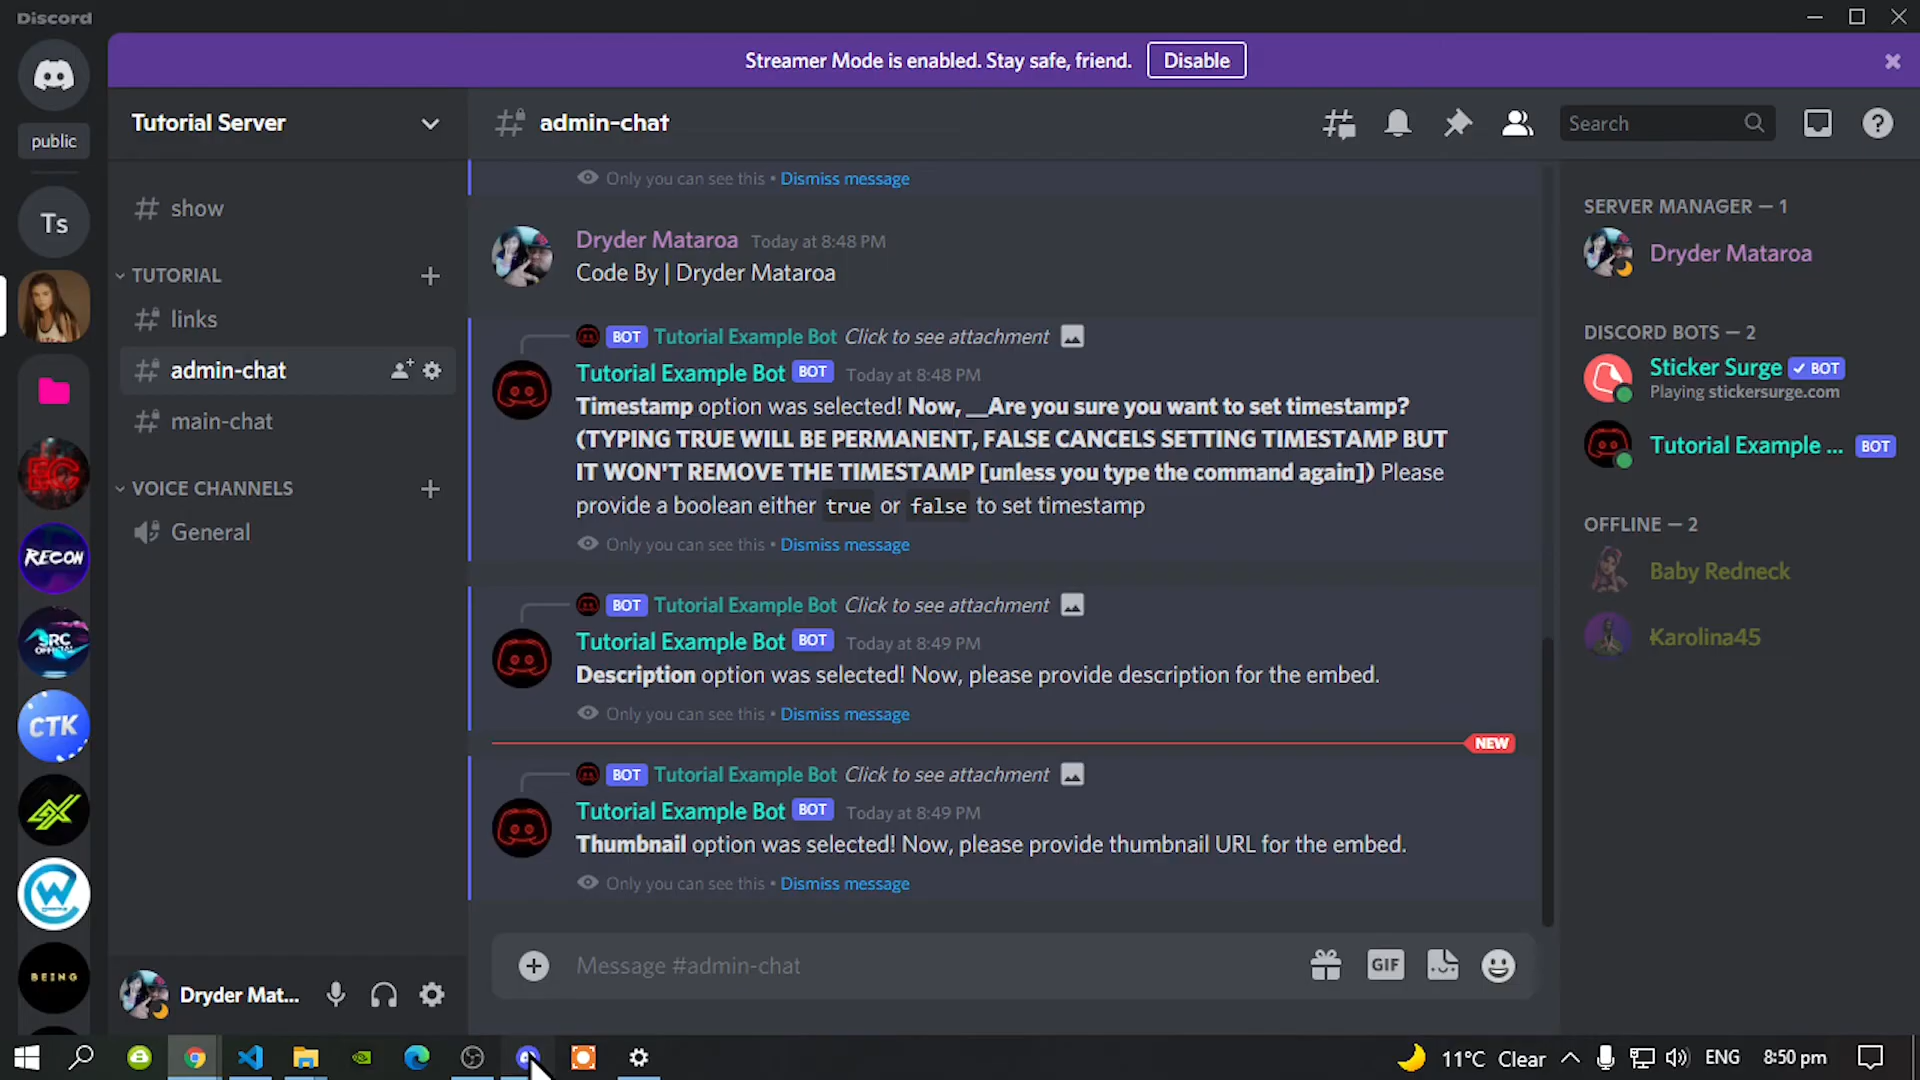 Discord
Streamer Mode is enabled. Stay safe, friend. Disable
public
Ts
RECON
SRC
OFFICIAL
CTK
BEING
Tutorial Server
show
TUTORIAL
links
admin-chat
main-chat
VOICE CHANNELS
General
Dryder Mat...
admin-chat
Search
Only you can see this • Dismiss message
Dryder Mataroa Today at 8:48 PM
Code By | Dryder Mataroa
BOT Tutorial Example Bot Click to see attachment
Tutorial Example Bot BOT Today at 8:48 PM
Timestamp option was selected! Now, __Are you sure you want to set timestamp?
(TYPING TRUE WILL BE PERMANENT, FALSE CANCELS SETTING TIMESTAMP BUT
IT WON'T REMOVE THE TIMESTAMP [unless you type the command again]) Please
provide a boolean either true or false to set timestamp
Only you can see this • Dismiss message
BOT Tutorial Example Bot Click to see attachment
Tutorial Example Bot BOT Today at 8:49 PM
Description option was selected! Now, please provide description for the embed.
Only you can see this • Dismiss message
NEW
BOT Tutorial Example Bot Click to see attachment
Tutorial Example Bot BOT Today at 8:49 PM
Thumbnail option was selected! Now, please provide thumbnail URL for the embed.
Only you can see this • Dismiss message
Message #admin-chat
GIF
SERVER MANAGER — 1
Dryder Mataroa
DISCORD BOTS — 2
Sticker Surge BOT
Playing stickersurge.com
Tutorial Example ... BOT
OFFLINE — 2
Baby Redneck
Karolina45
11°C Clear
ENG
8:50 pm